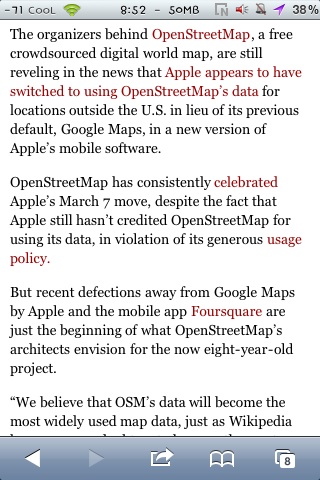 -71 COOL 8:52 - 50MB 38%
The organizers behind OpenStreetMap, a free
crowdsourced digital world map, are still
reveling in the news that Apple appears to have
switched to using OpenStreetMap's data for
locations outside the U.S. in lieu of its previous
default, Google Maps, in a new version of
Apple's mobile software.
OpenStreetMap has consistently celebrated
Apple's March 7 move, despite the fact that
Apple still hasn't credited OpenStreetMap for
using its data, in violation of its generous usage
policy.
But recent defections away from Google Maps
by Apple and the mobile app Foursquare are
just the beginning of what OpenStreetMap's
architects envision for the now eight-year-old
project.
“We believe that OSM's data will become the
most widely used map data, just as Wikipedia
8